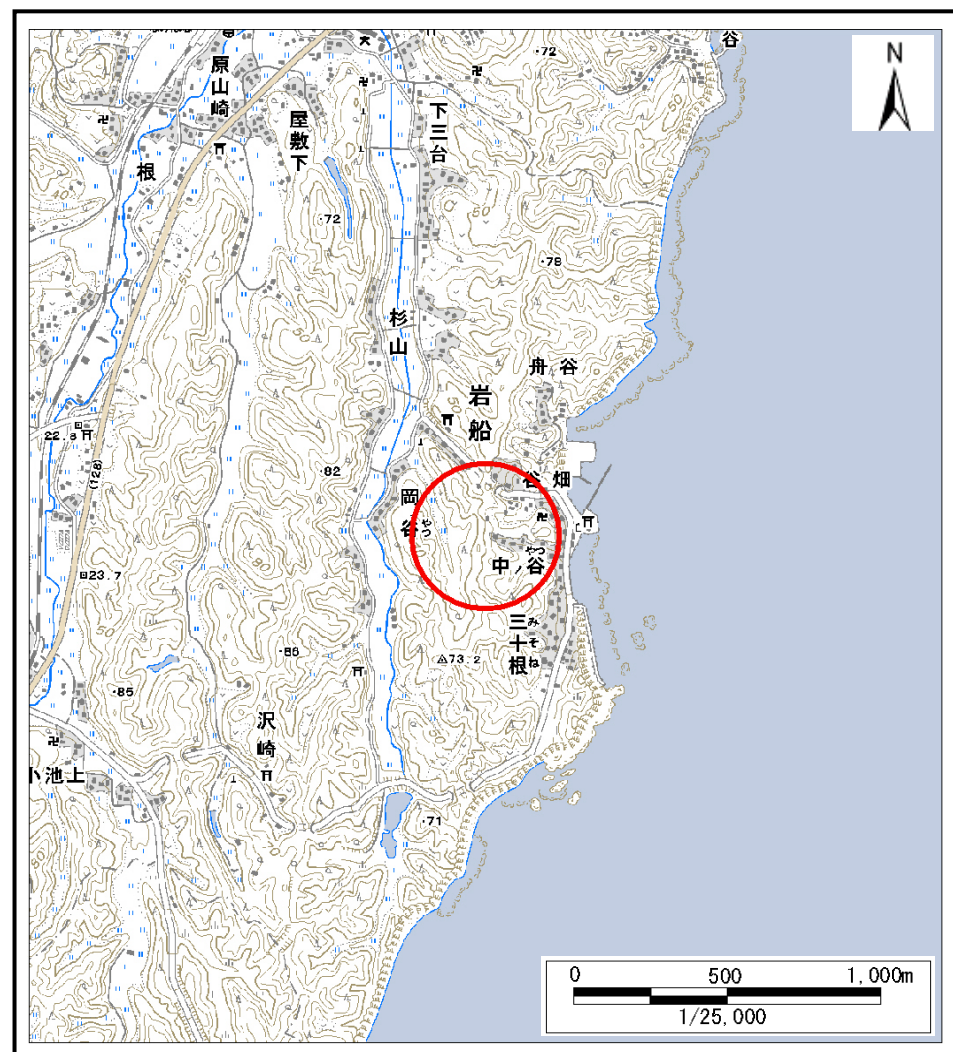 谷
N
原山崎
・72
屋敷下
下三台
根
50
50
・72
・78
杉山
舟谷
岩船
22.8
(128)
・82
谷畑
岡谷
やつ
中ノ谷
やつ
23.7
三十根
みそね
・86
73.2
・85
沢崎
小池上
・71
0 500 1,000m
1/25,000